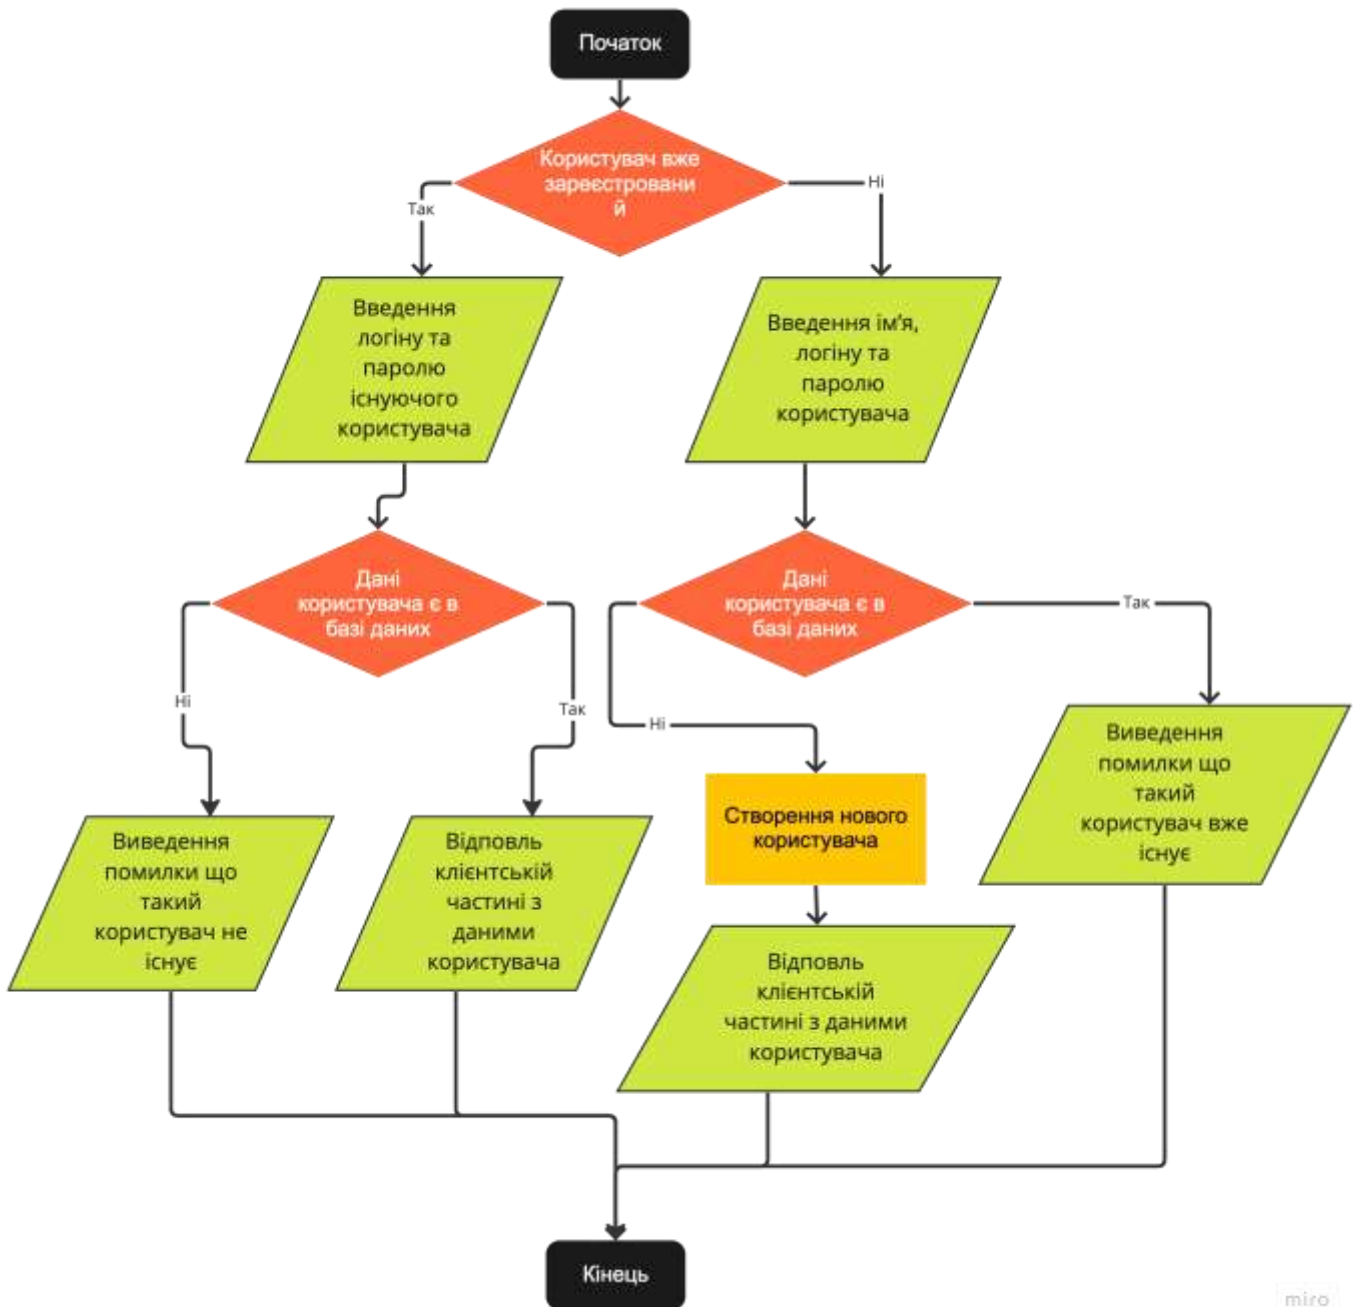 Початок
Користувач вже
зареєстровани
й
Так
Ні
Введення
логіну та
паролю
існуючого
користувача
Введення ім'я,
логіну та
паролю
користувача
Дані
користувача є в
базі даних
Дані
користувача є в
базі даних
Так
Ні
Так
Ні
Виведення
помилки що
такий
користувач вже
існує
Створення нового
користувача
Виведення
помилки що
такий
користувач не
існує
Відповль
клієнтській
частині з
даними
користувача
Відповль
клієнтській
частині з даними
користувача
Кінець
miro